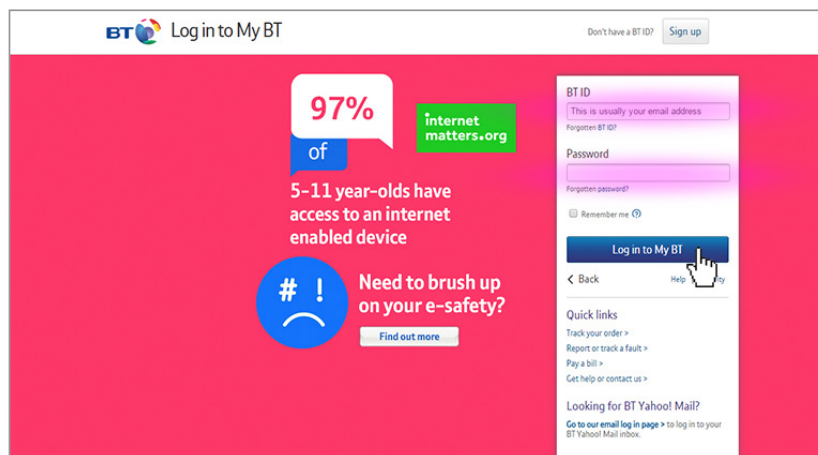 BT Log in to My BT
Don't have a BT ID?
Sign up
97%
of
internet
matters.org
5-11 year-olds have
access to an internet
enabled device
# !
Need to brush up
on your e-safety?
Find out more
BT ID
This is usually your email address
Forgotten BT ID?
Password
Forgotten password?
Remember me ?
Log in to My BT
Back
Help
Quick links
Track your order >
Report or track a fault >
Pay a bill >
Get help or contact us >
Looking for BT Yahoo! Mail?
Go to our email log in page > to log in to your
BT Yahoo! Mail inbox.